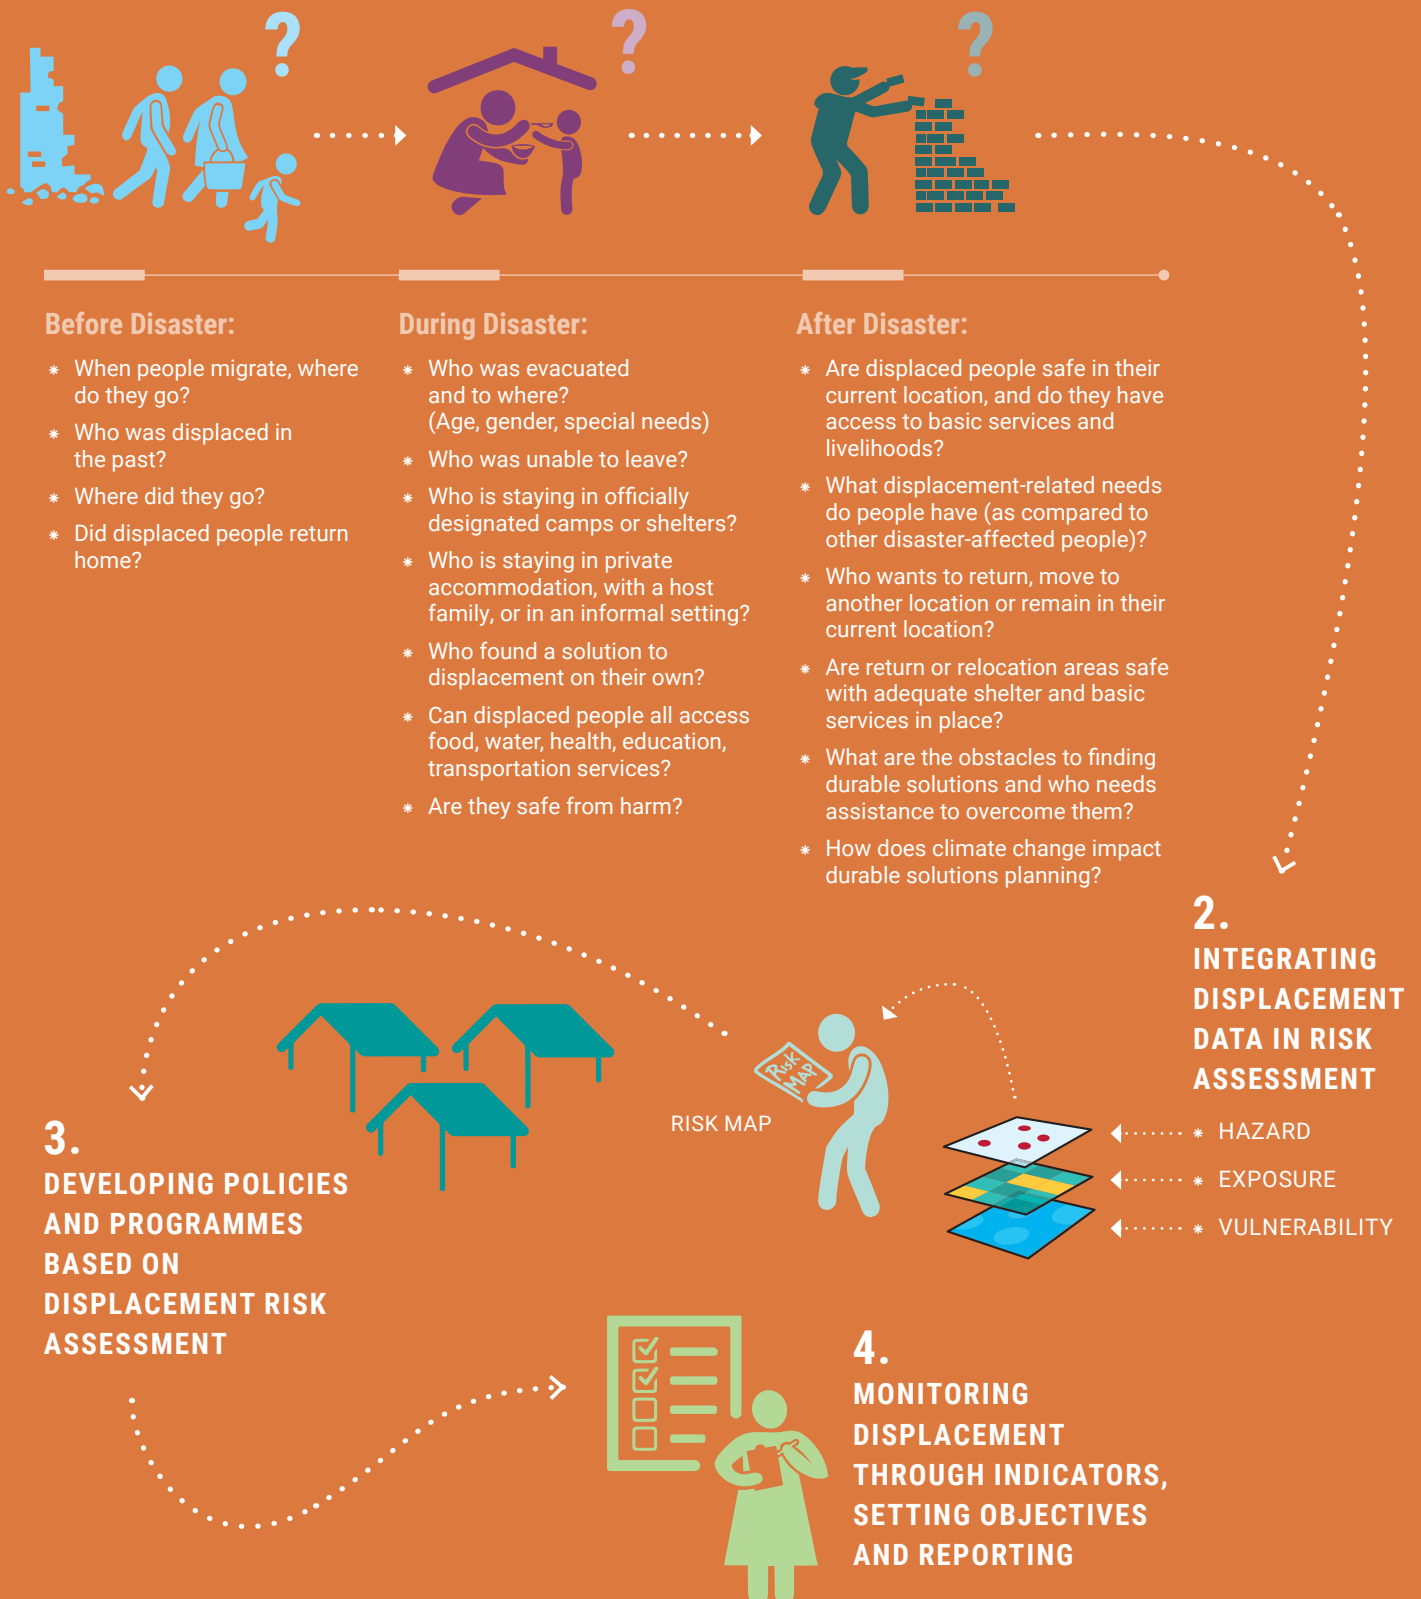 ?
?
?
Before Disaster:
* When people migrate, where
do they go?
* Who was displaced in
the past?
* Where did they go?
* Did displaced people return
home?
During Disaster:
* Who was evacuated
and to where?
(Age, gender, special needs)
* Who was unable to leave?
* Who is staying in officially
designated camps or shelters?
* Who is staying in private
accommodation, with a host
family, or in an informal setting?
* Who found a solution to
displacement on their own?
* Can displaced people all access
food, water, health, education,
transportation services?
* Are they safe from harm?
After Disaster:
* Are displaced people safe in their
current location, and do they have
access to basic services and
livelihoods?
* What displacement-related needs
do people have (as compared to
other disaster-affected people)?
* Who wants to return, move to
another location or remain in their
current location?
* Are return or relocation areas safe
with adequate shelter and basic
services in place?
* What are the obstacles to finding
durable solutions and who needs
assistance to overcome them?
* How does climate change impact
durable solutions planning?
2.
INTEGRATING
DISPLACEMENT
DATA IN RISK
ASSESSMENT
* HAZARD
* EXPOSURE
* VULNERABILITY
RISK
MAP
RISK MAP
3.
DEVELOPING POLICIES
AND PROGRAMMES
BASED ON
DISPLACEMENT RISK
ASSESSMENT
4.
MONITORING
DISPLACEMENT
THROUGH INDICATORS,
SETTING OBJECTIVES
AND REPORTING